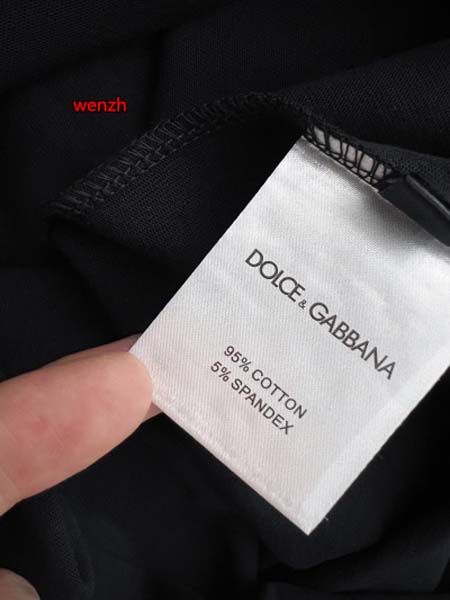 wenzh
DOLCE & GABBANA
95% COTTON
5% SPANDEX